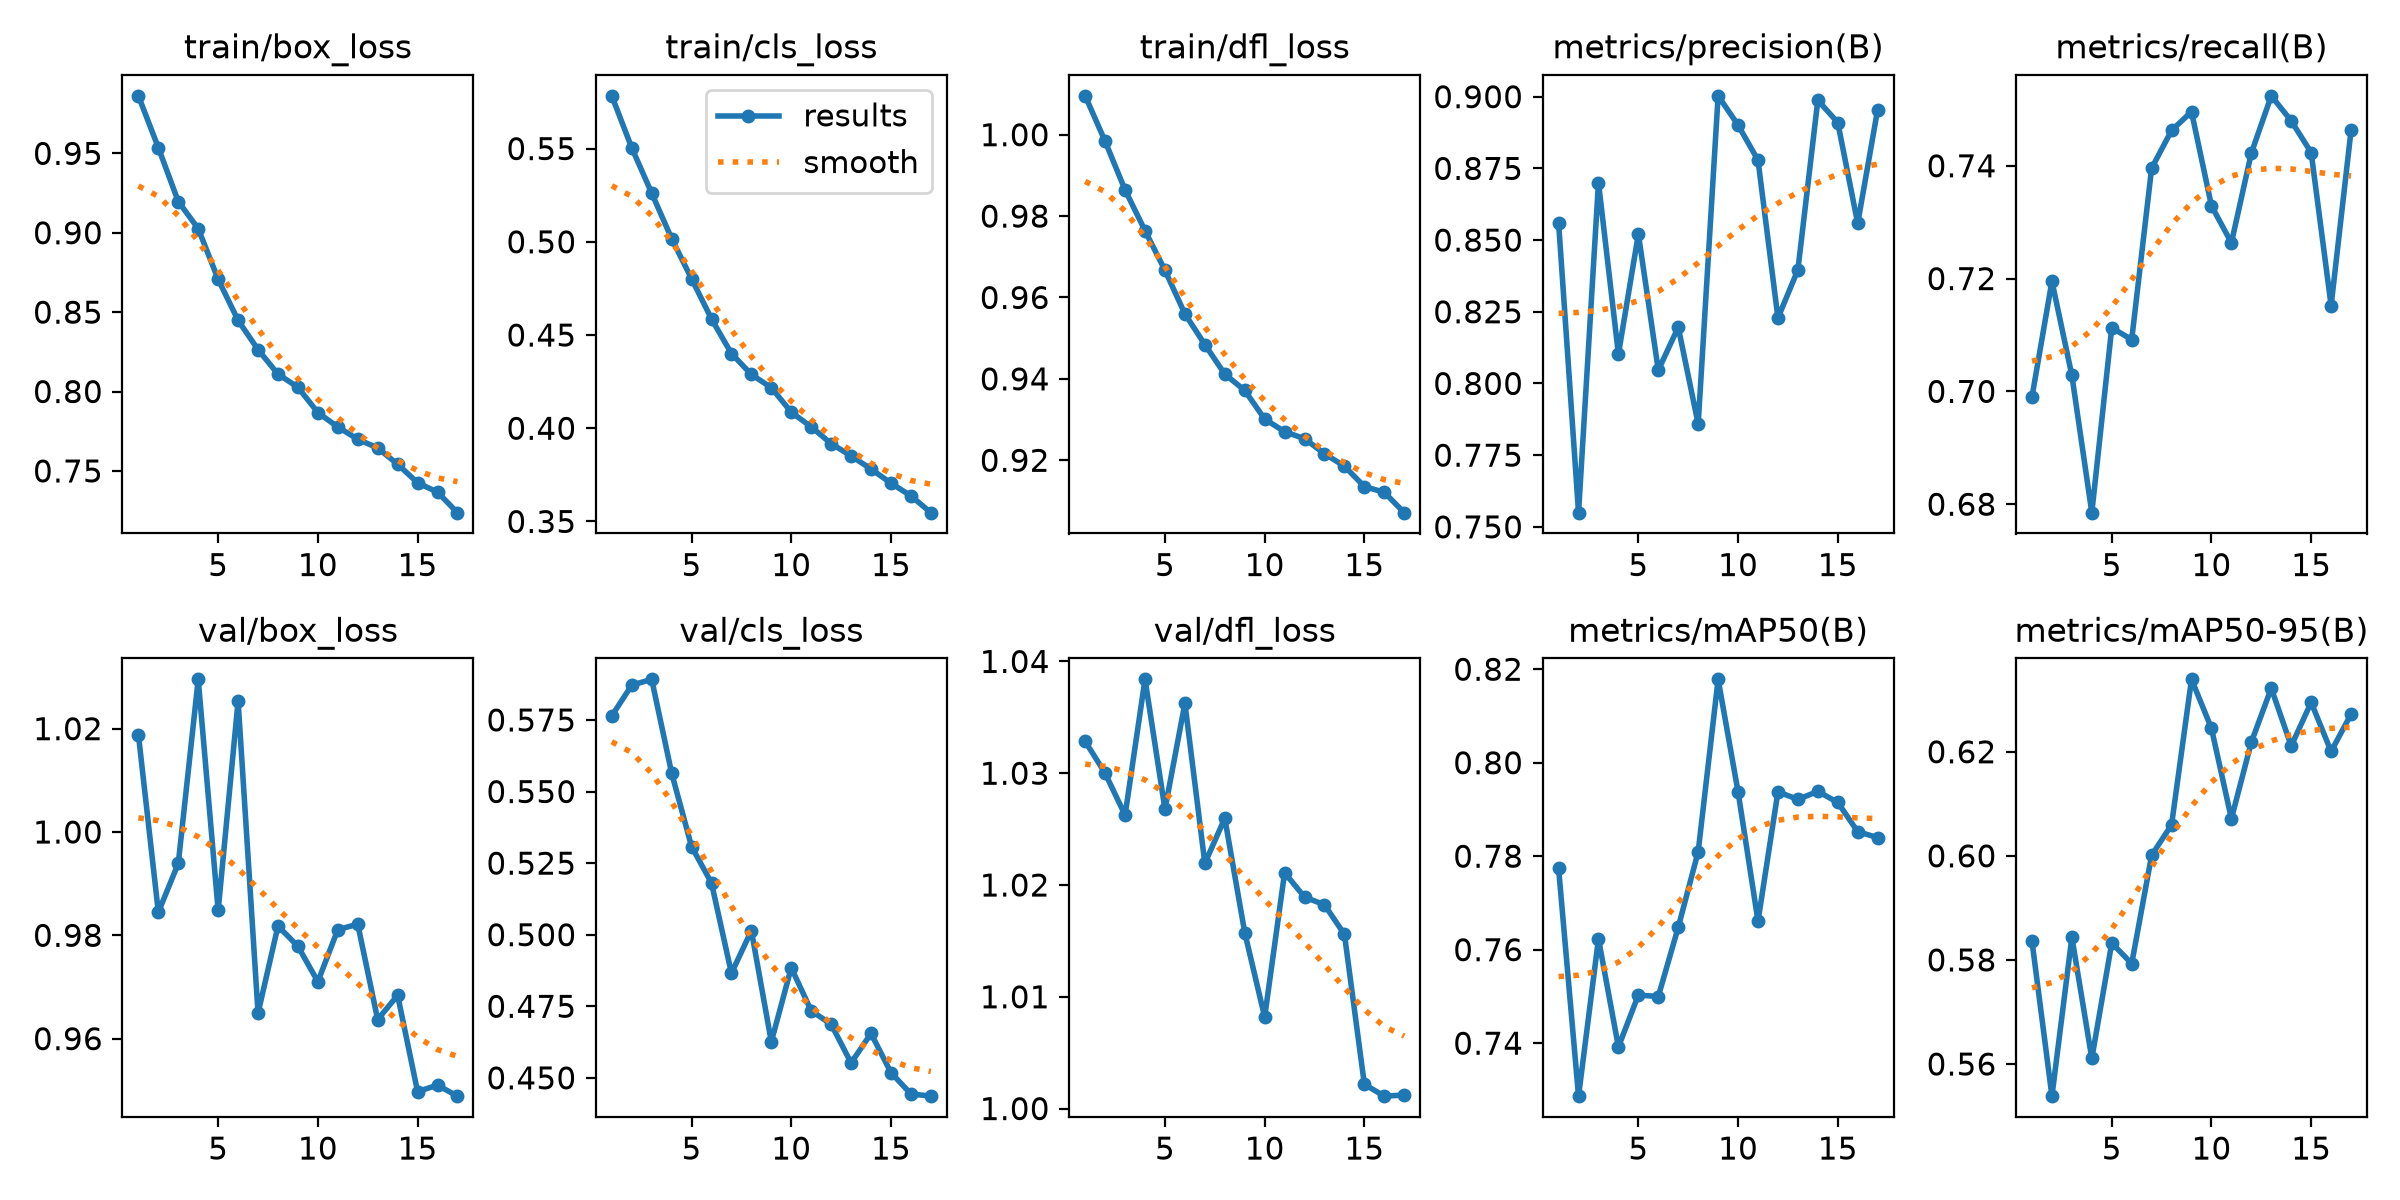 train/box_loss
0.95
0.90
0.85
0.80
0.75
5 10 15
train/cls_loss
results
smooth
0.55
0.50
0.45
0.40
0.35
5 10 15
train/dfl_loss
1.00
0.98
0.96
0.94
0.92
5 10 15
metrics/precision(B)
0.900
0.875
0.850
0.825
0.800
0.775
0.750
5 10 15
metrics/recall(B)
0.74
0.72
0.70
0.68
5 10 15
val/box_loss
1.02
1.00
0.98
0.96
5 10 15
val/cls_loss
0.575
0.550
0.525
0.500
0.475
0.450
5 10 15
val/dfl_loss
1.04
1.03
1.02
1.01
1.00
5 10 15
metrics/mAP50(B)
0.82
0.80
0.78
0.76
0.74
5 10 15
metrics/mAP50-95(B)
0.62
0.60
0.58
0.56
5 10 15